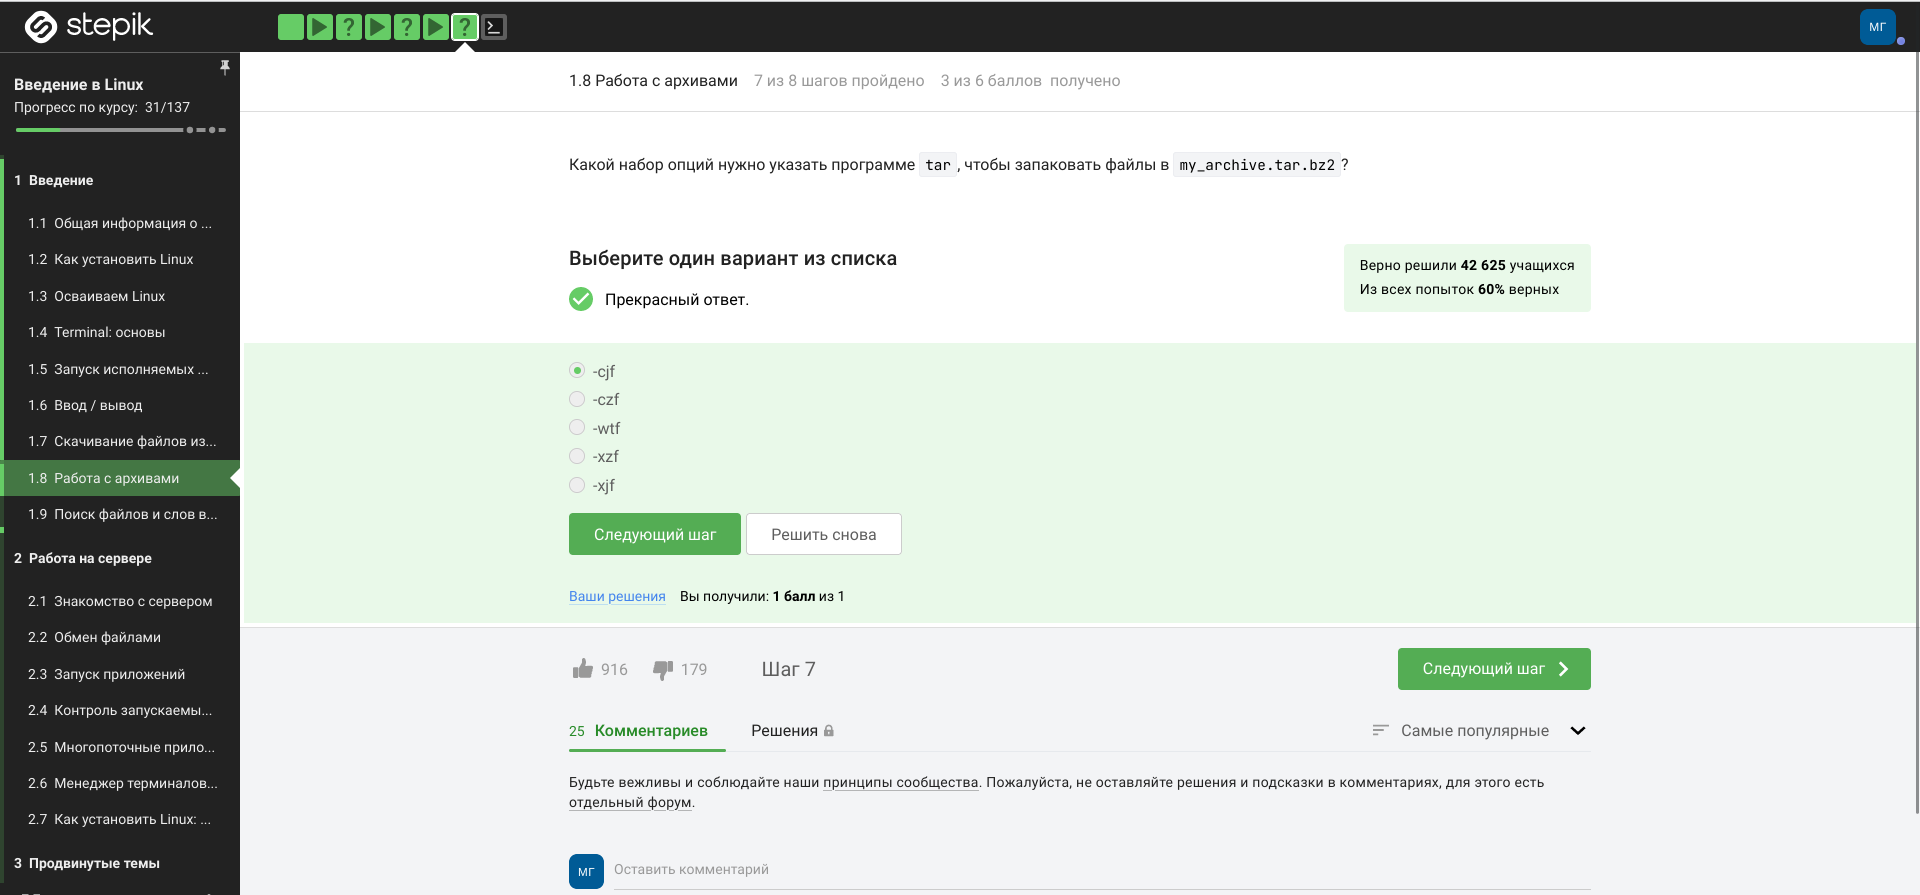 stepik
МГ
Введение в Linux
Прогресс по курсу: 31/137
1 Введение
1.1 Общая информация о ...
1.2 Как установить Linux
1.3 Осваиваем Linux
1.4 Terminal: основы
1.5 Запуск исполняемых ...
1.6 Ввод / вывод
1.7 Скачивание файлов из...
1.8 Работа с архивами
1.9 Поиск файлов и слов в...
2 Работа на сервере
2.1 Знакомство с сервером
2.2 Обмен файлами
2.3 Запуск приложений
2.4 Контроль запускаемы...
2.5 Многопоточные прило...
2.6 Менеджер терминалов...
2.7 Как установить Linux: ...
3 Продвинутые темы
1.8 Работа с архивами 7 из 8 шагов пройдено 3 из 6 баллов получено
Какой набор опций нужно указать программе tar, чтобы запаковать файлы в my_archive.tar.bz2?
Выберите один вариант из списка
Прекрасный ответ.
Верно решили 42 625 учащихся
Из всех попыток 60% верных
-cjf
-czf
-wtf
-xzf
-xjf
Следующий шаг Решить снова
Ваши решения Вы получили: 1 балл из 1
916 179 Шаг 7 Следующий шаг
25 Комментариев Решения Самые популярные
Будьте вежливы и соблюдайте наши принципы сообщества. Пожалуйста, не оставляйте решения и подсказки в комментариях, для этого есть
отдельный форум.
МГ Оставить комментарий